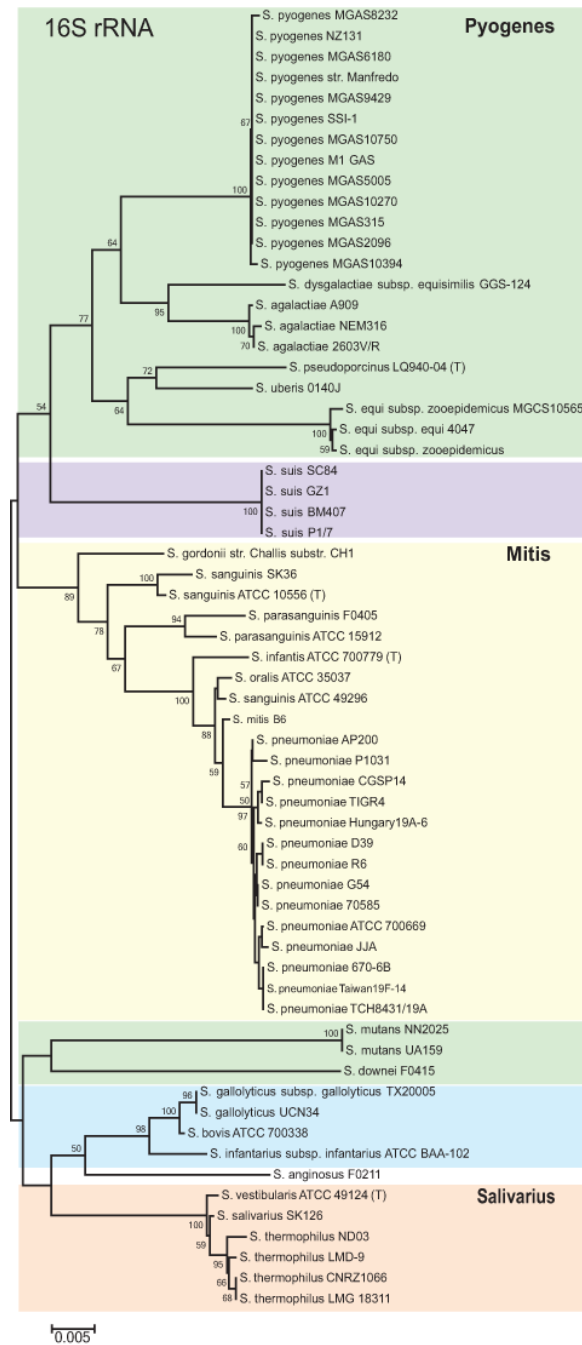 16S rRNA
Pyogenes
S. pyogenes MGAS8232
S. pyogenes NZ131
S. pyogenes MGAS6180
S. pyogenes str. Manfredo
S. pyogenes MGAS9429
67
S. pyogenes SSI-1
S. pyogenes MGAS10750
S. pyogenes M1 GAS
100
S. pyogenes MGAS5005
S. pyogenes MGAS10270
S. pyogenes MGAS315
64
S. pyogenes MGAS2096
S. pyogenes MGAS10394
S. dysgalactiae subsp. equisimilis GGS-124
95
S. agalactiae A909
77
100
S. agalactiae NEM316
70
S. agalactiae 2603V/R
72
S. pseudoporcinus LQ940-04 (T)
S. uberis 0140J
54
64
S. equi subsp. zooepidemicus MGCS10565
100
S. equi subsp. equi 4047
59
S. equi subsp. zooepidemicus
S. suis SC84
S. suis GZ1
100
S. suis BM407
S. suis P1/7
Mitis
S. gordonii str. Challis substr. CH1
89
100
S. sanguinis SK36
S. sanguinis ATCC 10556 (T)
94
S. parasanguinis F0405
78
S. parasanguinis ATCC 15912
67
S. infantis ATCC 700779 (T)
S. oralis ATCC 35037
100
S. sanguinis ATCC 49296
S. mitis B6
88
S. pneumoniae AP200
S. pneumoniae P1031
59
57
S. pneumoniae CGSP14
50
S. pneumoniae TIGR4
97
S. pneumoniae Hungary19A-6
60
S. pneumoniae D39
S. pneumoniae R6
S. pneumoniae G54
S. pneumoniae 70585
S. pneumoniae ATCC 700669
S. pneumoniae JJA
S. pneumoniae 670-6B
S. pneumoniae Taiwan19F-14
S. pneumoniae TCH8431/19A
100
S. mutans NN2025
S. mutans UA159
S. downei F0415
96
S. gallolyticus subsp. gallolyticus TX20005
100
S. gallolyticus UCN34
98
S. bovis ATCC 700338
50
S. infantarius subsp. infantarius ATCC BAA-102
S. anginosus F0211
Salivarius
S. vestibularis ATCC 49124 (T)
100
S. salivarius SK126
59
S. thermophilus ND03
95
S. thermophilus LMD-9
66
S. thermophilus CNRZ1066
68
S. thermophilus LMG 18311
0.005